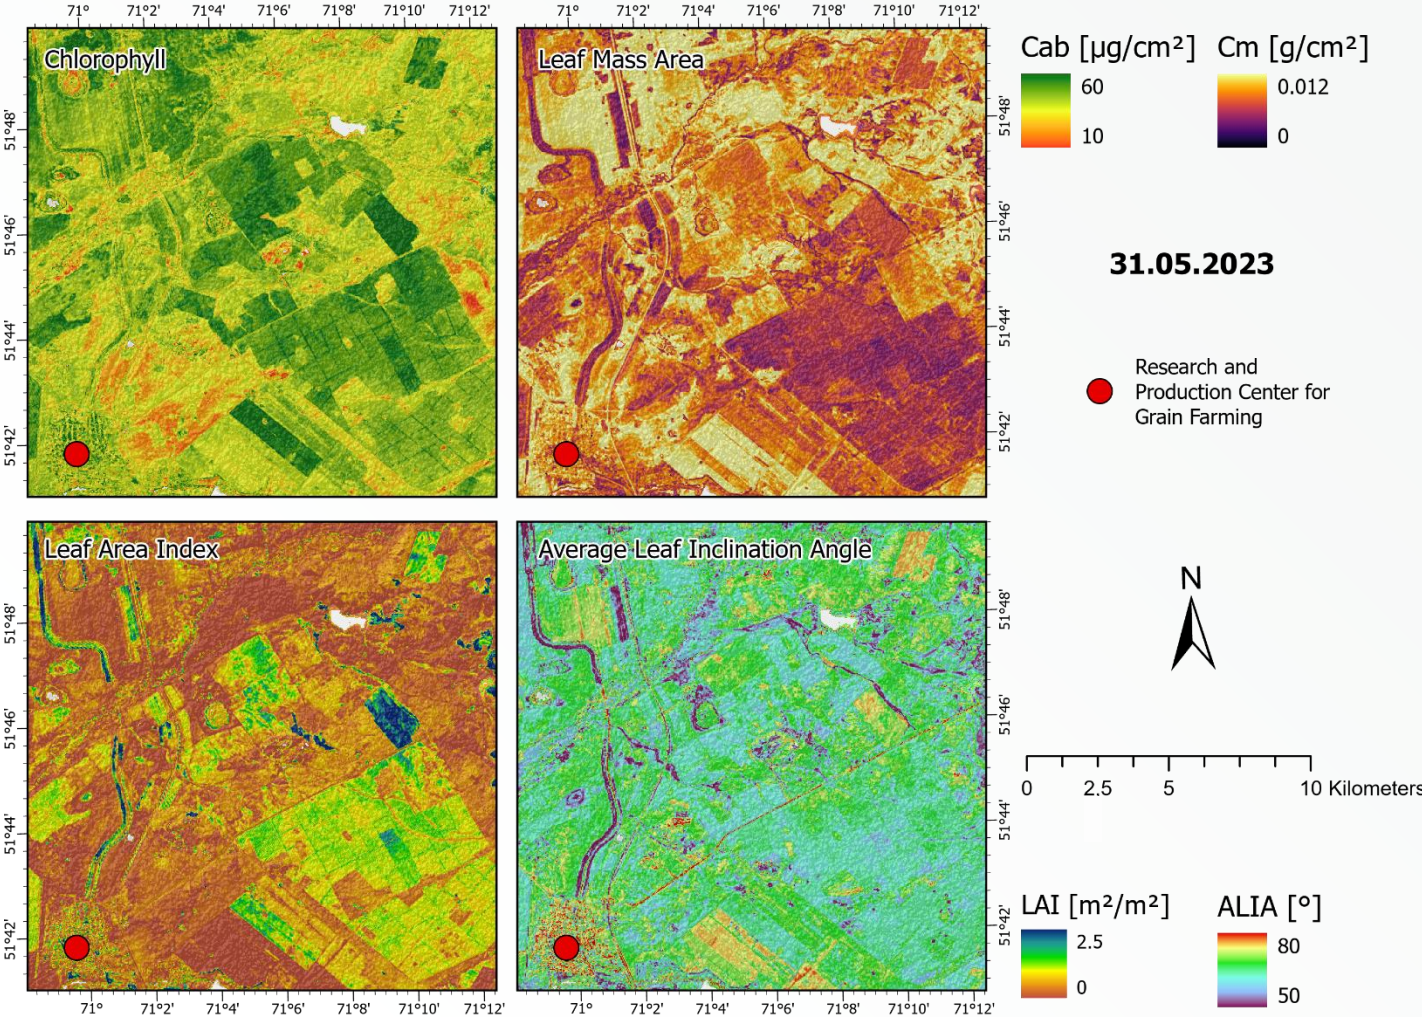 71° 71°2' 71°4' 71°6' 71°8' 71°10' 71°12' 71° 71°2' 71°4' 71°6' 71°8' 71°10' 71°12'
Chlorophyll
Leaf Mass Area
51°48' 51°46' 51°44' 51°42'
51°48' 51°46' 51°44' 51°42'
Cab [µg/cm²] Cm [g/cm²]
60 0.012
10 0
31.05.2023
Research and
Production Center for
Grain Farming
Leaf Area Index
Average Leaf Inclination Angle
51°48' 51°46' 51°44' 51°42'
51°48' 51°46' 51°44' 51°42'
N
0 2.5 5 10 Kilometers
LAI [m²/m²] ALIA [°]
2.5 80
0 50
71° 71°2' 71°4' 71°6' 71°8' 71°10' 71°12' 71° 71°2' 71°4' 71°6' 71°8' 71°10' 71°12'